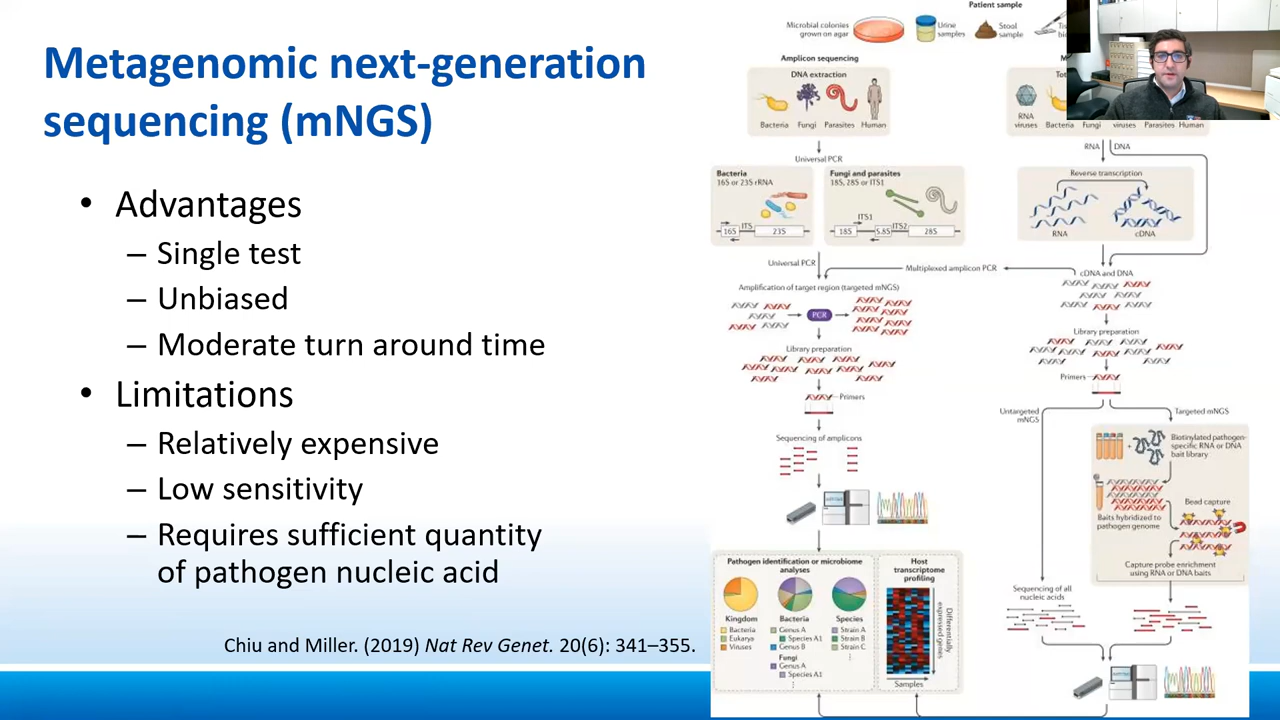 Metagenomic next-generation
sequencing (mNGS)
• Advantages
– Single test
– Unbiased
– Moderate turn around time
• Limitations
– Relatively expensive
– Low sensitivity
– Requires sufficient quantity
of pathogen nucleic acid
Chiu and Miller. (2019) Nat Rev Genet. 20(6): 341–355.
Patient sample
Microbial colonies
grown on agar
Urine
samples
Stool
sample
Amplicon sequencing
DNA extraction
Bacteria Fungi Parasites Human
Universal PCR
Bacteria
16S or 23S rRNA
ITS
16S 23S
Fungi and parasites
18S, 28S or ITS1
ITS1
ITS2
18S 5.8S 28S
RNA
viruses
Bacteria Fungi viruses Parasites Human
RNA DNA
Reverse transcription
RNA cDNA
Universal PCR
Multiplexed amplicon PCR
cDNA and DNA
Amplification of target region (targeted mNGS)
PCR
Library preparation
Primers
Sequencing of amplicons
Library preparation
Primers
Untargeted
mNGS
Targeted mNGS
Biotinylated pathogen-
specific RNA or DNA
bait library
Bead capture
Baits hybridized to
pathogen genome
Capture probe enrichment
using RNA or DNA baits
Sequencing of all
nucleic acids
Pathogen identification or microbiome
analyses
Kingdom
Bacteria
Eukarya
Viruses
Bacteria
Genus A
Species A1
Genus B
Fungi
Genus A
Species A1
⋮
Species
Strain A
Strain B
Strain C
⋮
Host
transcriptome
profiling
Differentially
expressed genes
Samples